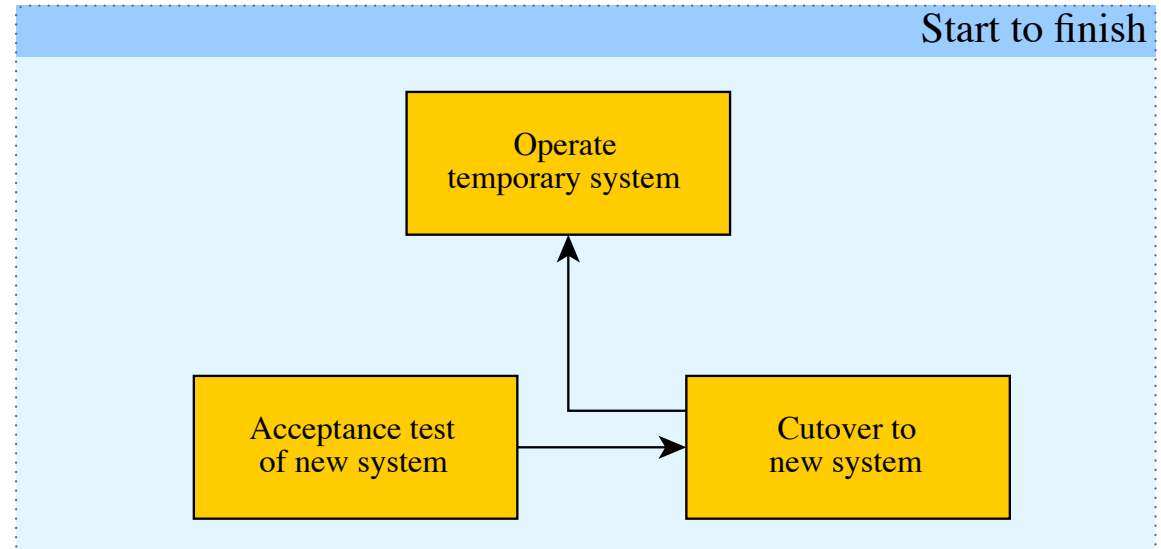 Start to finish
Operate
temporary system
Acceptance test
of new system
Cutover to
new system